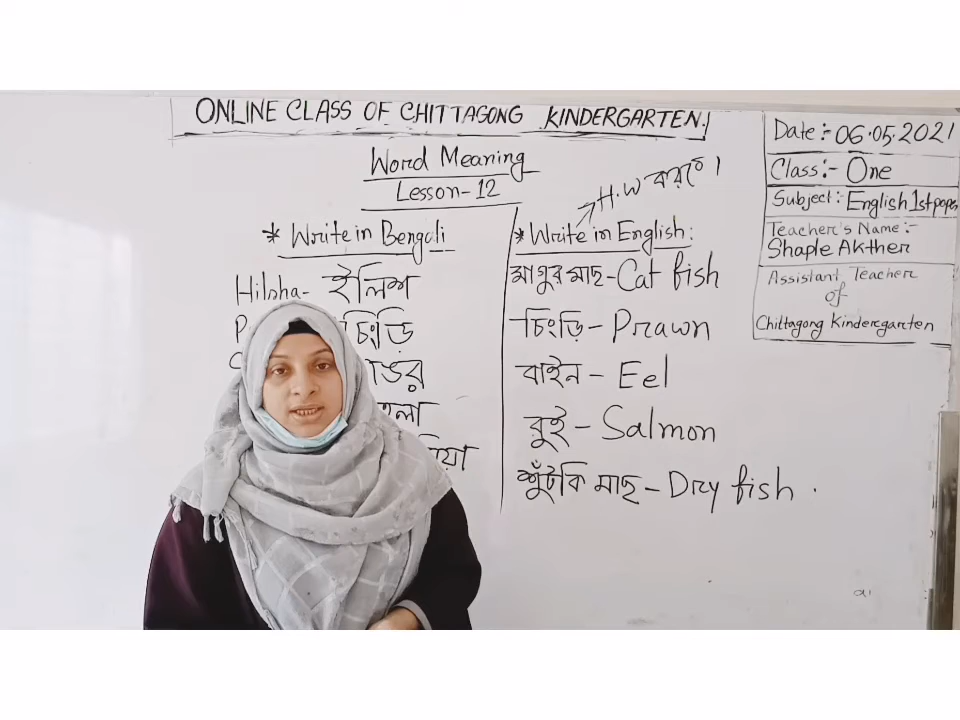 ONLINE CLASS OF CHITTAGONG KINDERGARTEN.
Word Meaning
Lesson-12
H.W করবে।
* Write in Bengali
Hilsha- ইলিশ
চিংড়ি
* Write in English:
মাগুর মাছ-Cat fish
চিংড়ি-Prawn
বাইন-Eel
রুই-Salmon
শুঁটকি মাছ-Dry fish.
Date:-06.05.2021
Class:-One
Subject: English 1st paper
Teacher's Name:-
Shaple Akther
Assistant Teacher
of
Chittagong Kindergarten